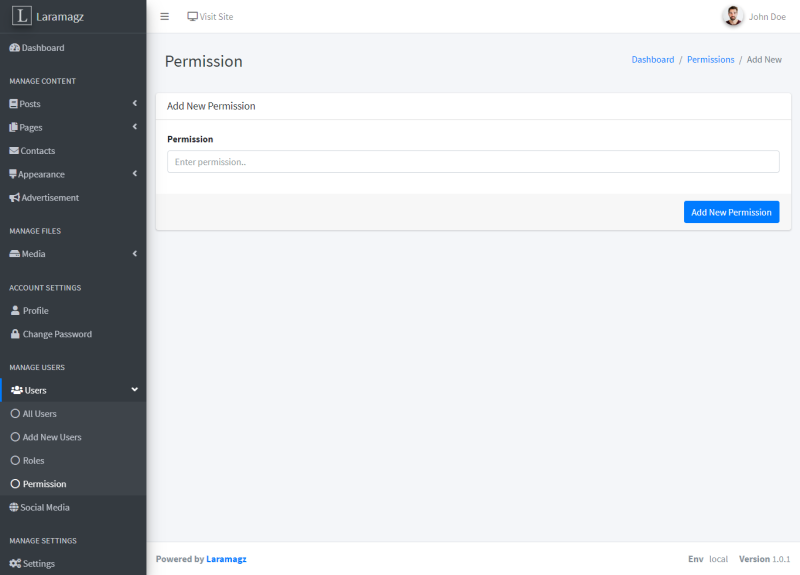 L Laramagz
Visit Site
John Doe
Dashboard
MANAGE CONTENT
Posts
Pages
Contacts
Appearance
Advertisement
MANAGE FILES
Media
ACCOUNT SETTINGS
Profile
Change Password
MANAGE USERS
Users
All Users
Add New Users
Roles
Permission
Social Media
MANAGE SETTINGS
Settings
Permission
Dashboard / Permissions / Add New
Add New Permission
Permission
Enter permission..
Add New Permission
Powered by Laramagz
Env local Version 1.0.1